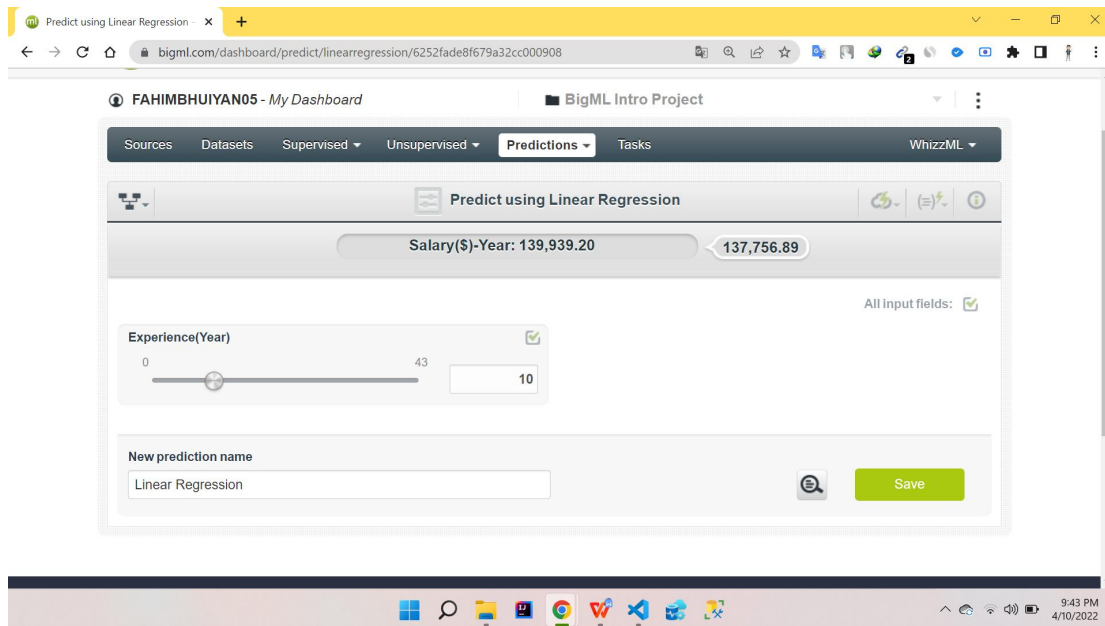 Predict using Linear Regression -
bigml.com/dashboard/predict/linearregression/6252fade8f679a32cc000908
2
FAHIMBHUIYAN05 - My Dashboard
BigML Intro Project
Sources Datasets Supervised Unsupervised Predictions Tasks WhizzML
Predict using Linear Regression
Salary($)-Year: 139,939.20
137,756.89
All input fields:
Experience(Year)
0 43
10
New prediction name
Linear Regression
Save
9:43 PM
4/10/2022